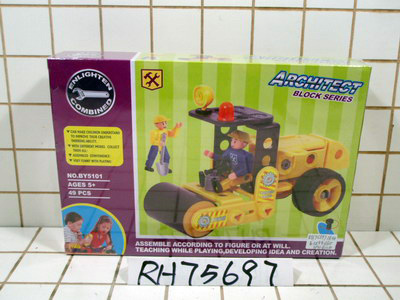 ENLIGHTEN
COMBINED
ARCHITECT
BLOCK SERIES
NO.BY5101
AGES 5+
45 PCS
ASSEMBLE ACCORDING TO FIGURE OR AT WILL.
TEACHING WHILE PLAYING,DEVELOPING IDEA AND CREATION.
RH75697